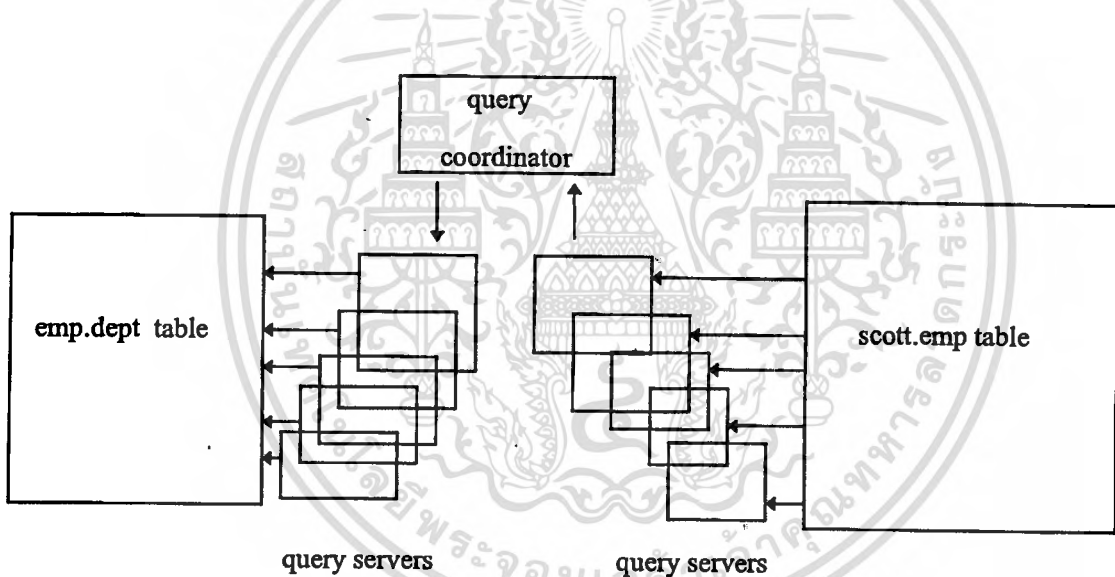 query
coordinator
emp.dept table
scott.emp table
query servers
query servers